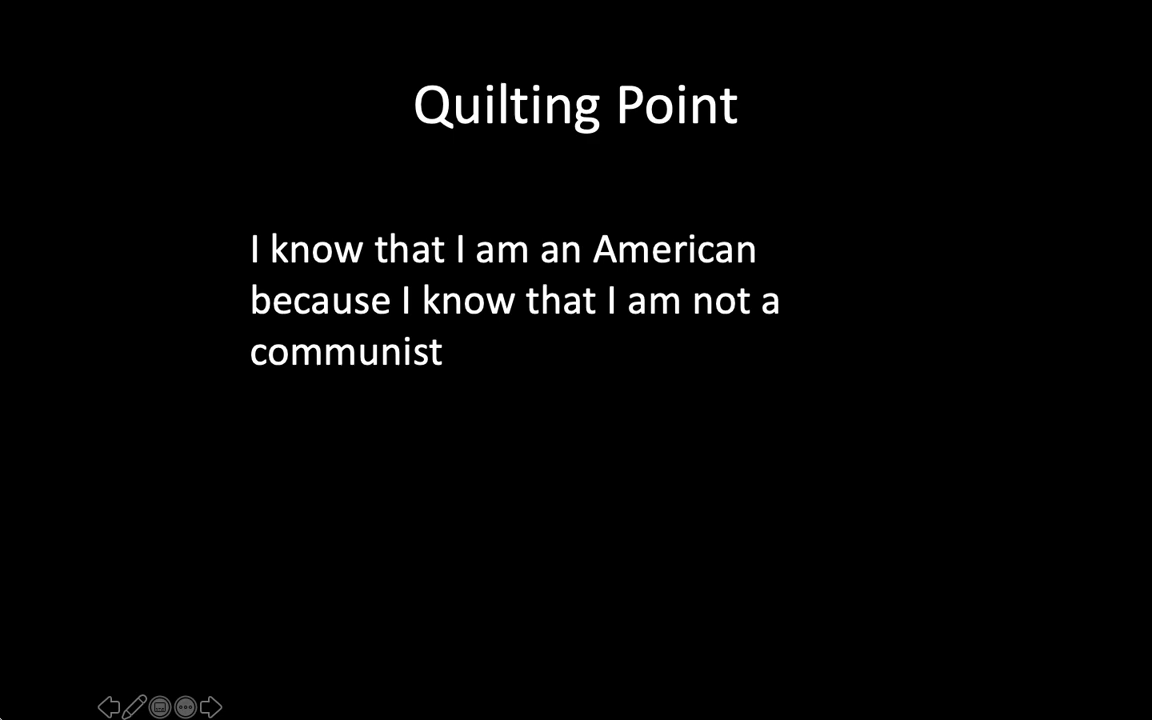 Quilting Point
I know that I am an American
because I know that I am not a
communist